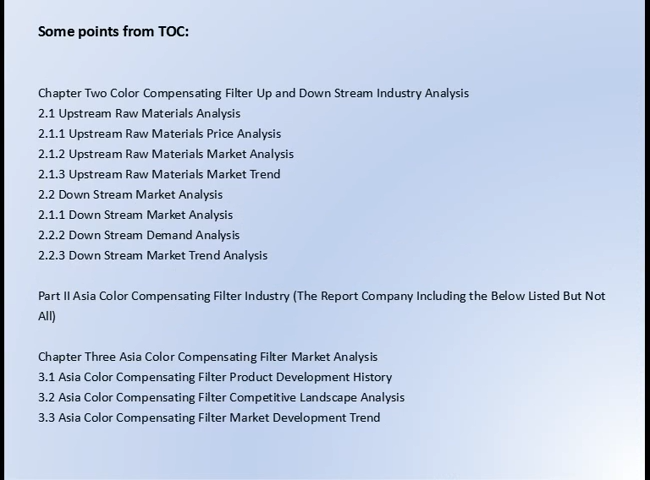 Some points from TOC:
Chapter Two Color Compensating Filter Up and Down Stream Industry Analysis
2.1 Upstream Raw Materials Analysis
2.1.1 Upstream Raw Materials Price Analysis
2.1.2 Upstream Raw Materials Market Analysis
2.1.3 Upstream Raw Materials Market Trend
2.2 Down Stream Market Analysis
2.1.1 Down Stream Market Analysis
2.2.2 Down Stream Demand Analysis
2.2.3 Down Stream Market Trend Analysis
Part II Asia Color Compensating Filter Industry (The Report Company Including the Below Listed But Not
All)
Chapter Three Asia Color Compensating Filter Market Analysis
3.1 Asia Color Compensating Filter Product Development History
3.2 Asia Color Compensating Filter Competitive Landscape Analysis
3.3 Asia Color Compensating Filter Market Development Trend